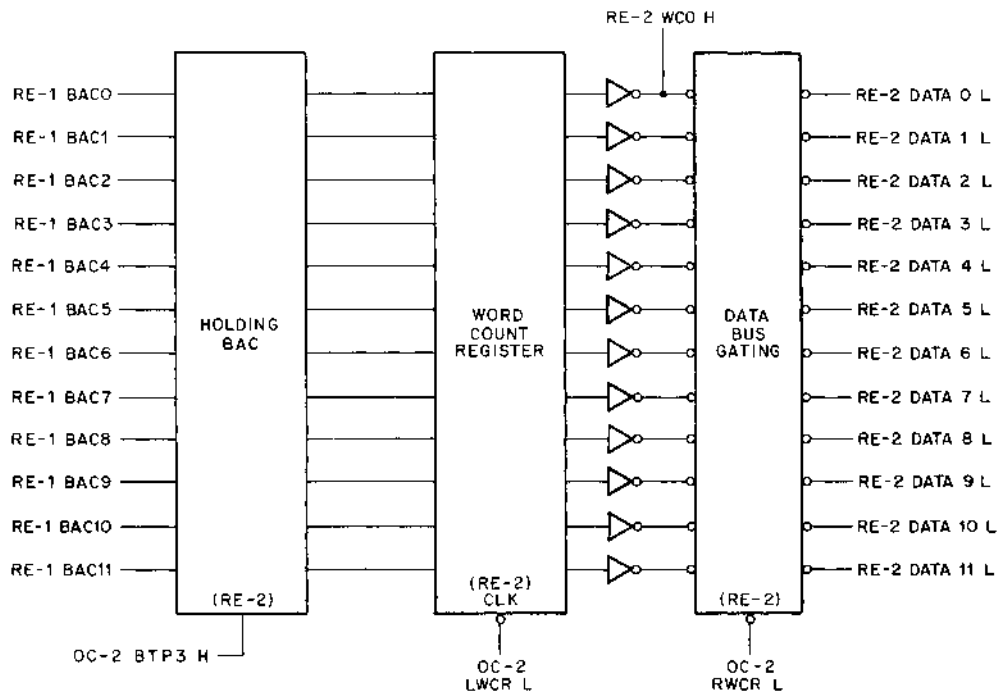 RE-2 WCO H
RE-1 BAC0
RE-1 BAC1
RE-1 BAC2
RE-1 BAC3
RE-1 BAC4
RE-1 BAC5
RE-1 BAC6
RE-1 BAC7
RE-1 BAC8
RE-1 BAC9
RE-1 BAC10
RE-1 BAC11
HOLDING
BAC
(RE-2)
OC-2 BTP3 H
WORD
COUNT
REGISTER
(RE-2)
CLK
OC-2
LWCR L
DATA
BUS
GATING
(RE-2)
OC-2
RWCR L
RE-2 DATA 0 L
RE-2 DATA 1 L
RE-2 DATA 2 L
RE-2 DATA 3 L
RE-2 DATA 4 L
RE-2 DATA 5 L
RE-2 DATA 6 L
RE-2 DATA 7 L
RE-2 DATA 8 L
RE-2 DATA 9 L
RE-2 DATA 10 L
RE-2 DATA 11 L